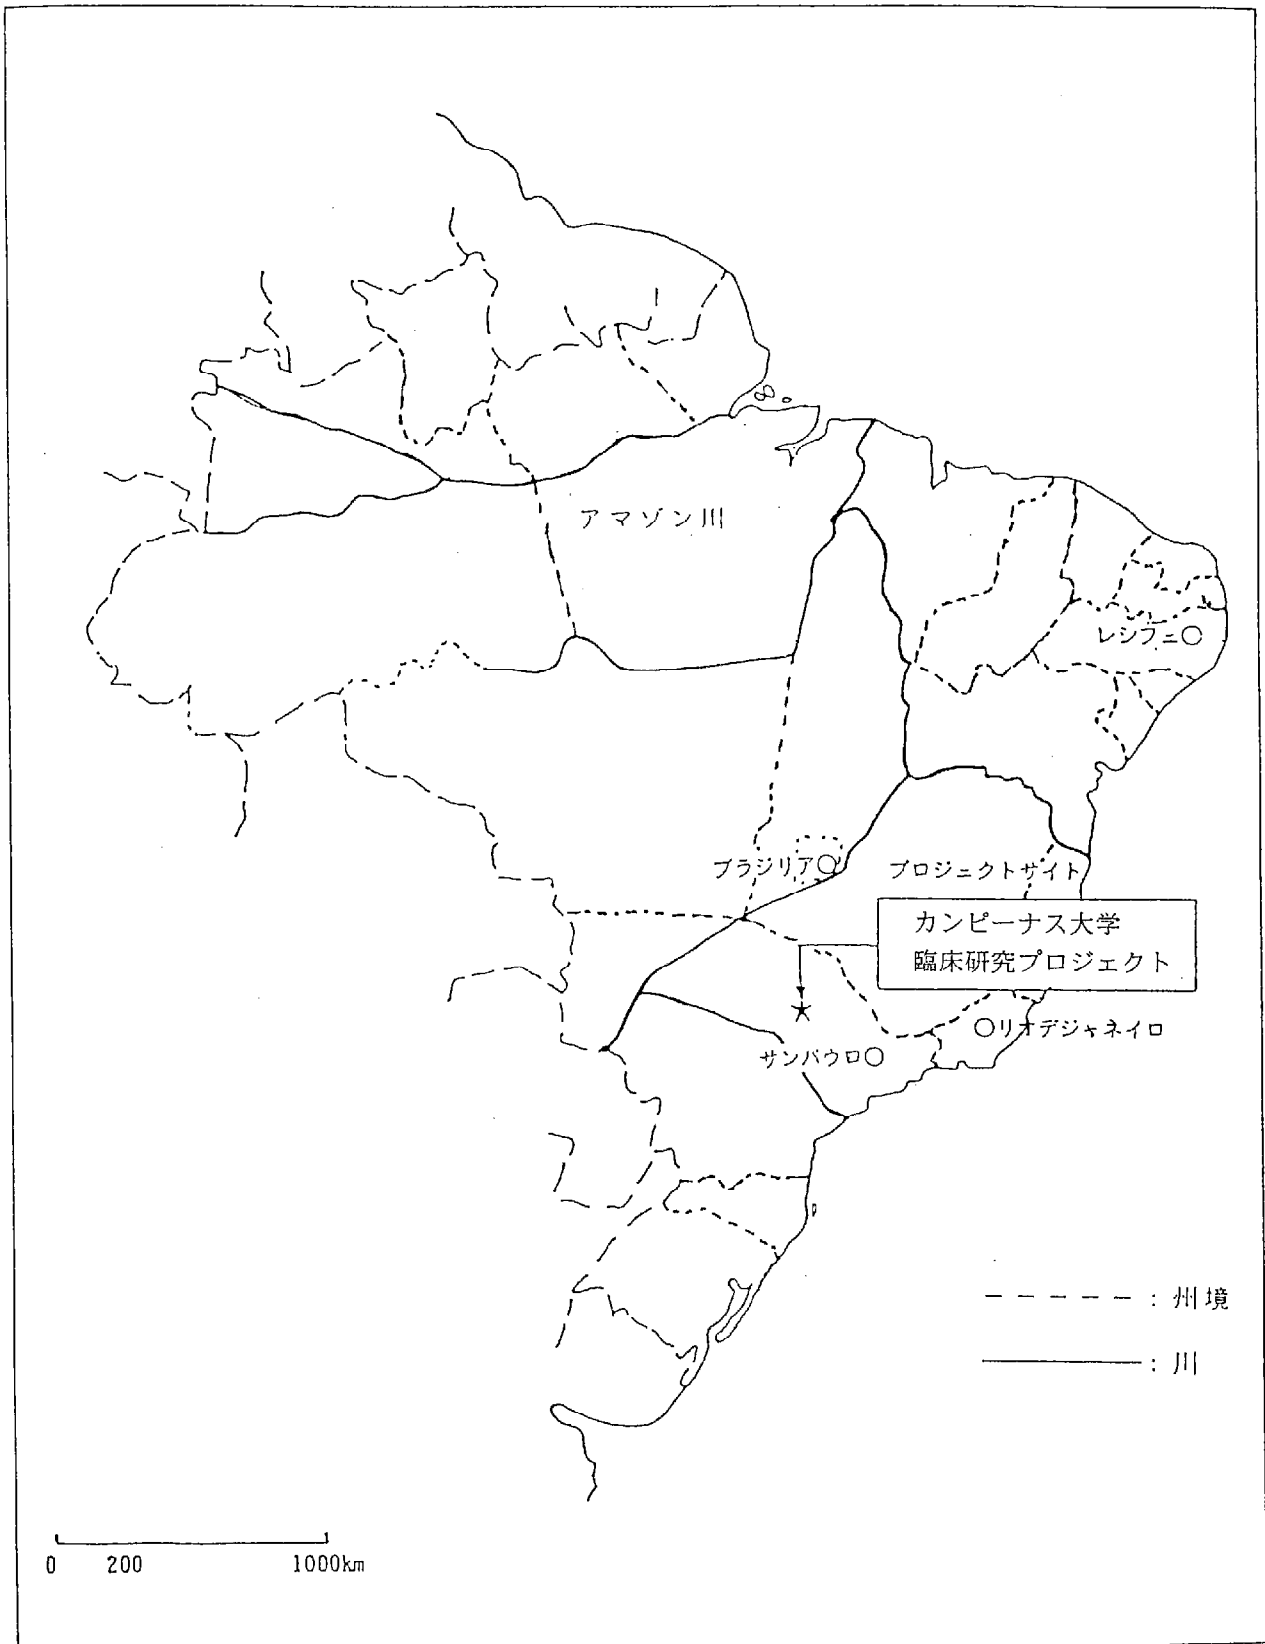 アマゾン川
レシフェ
ブラジリア
プロジェクトサイト
カンピーナス大学
臨床研究プロジェクト
リオデジャネイロ
サンパウロ
: 州境
: 川
0 200 1000km